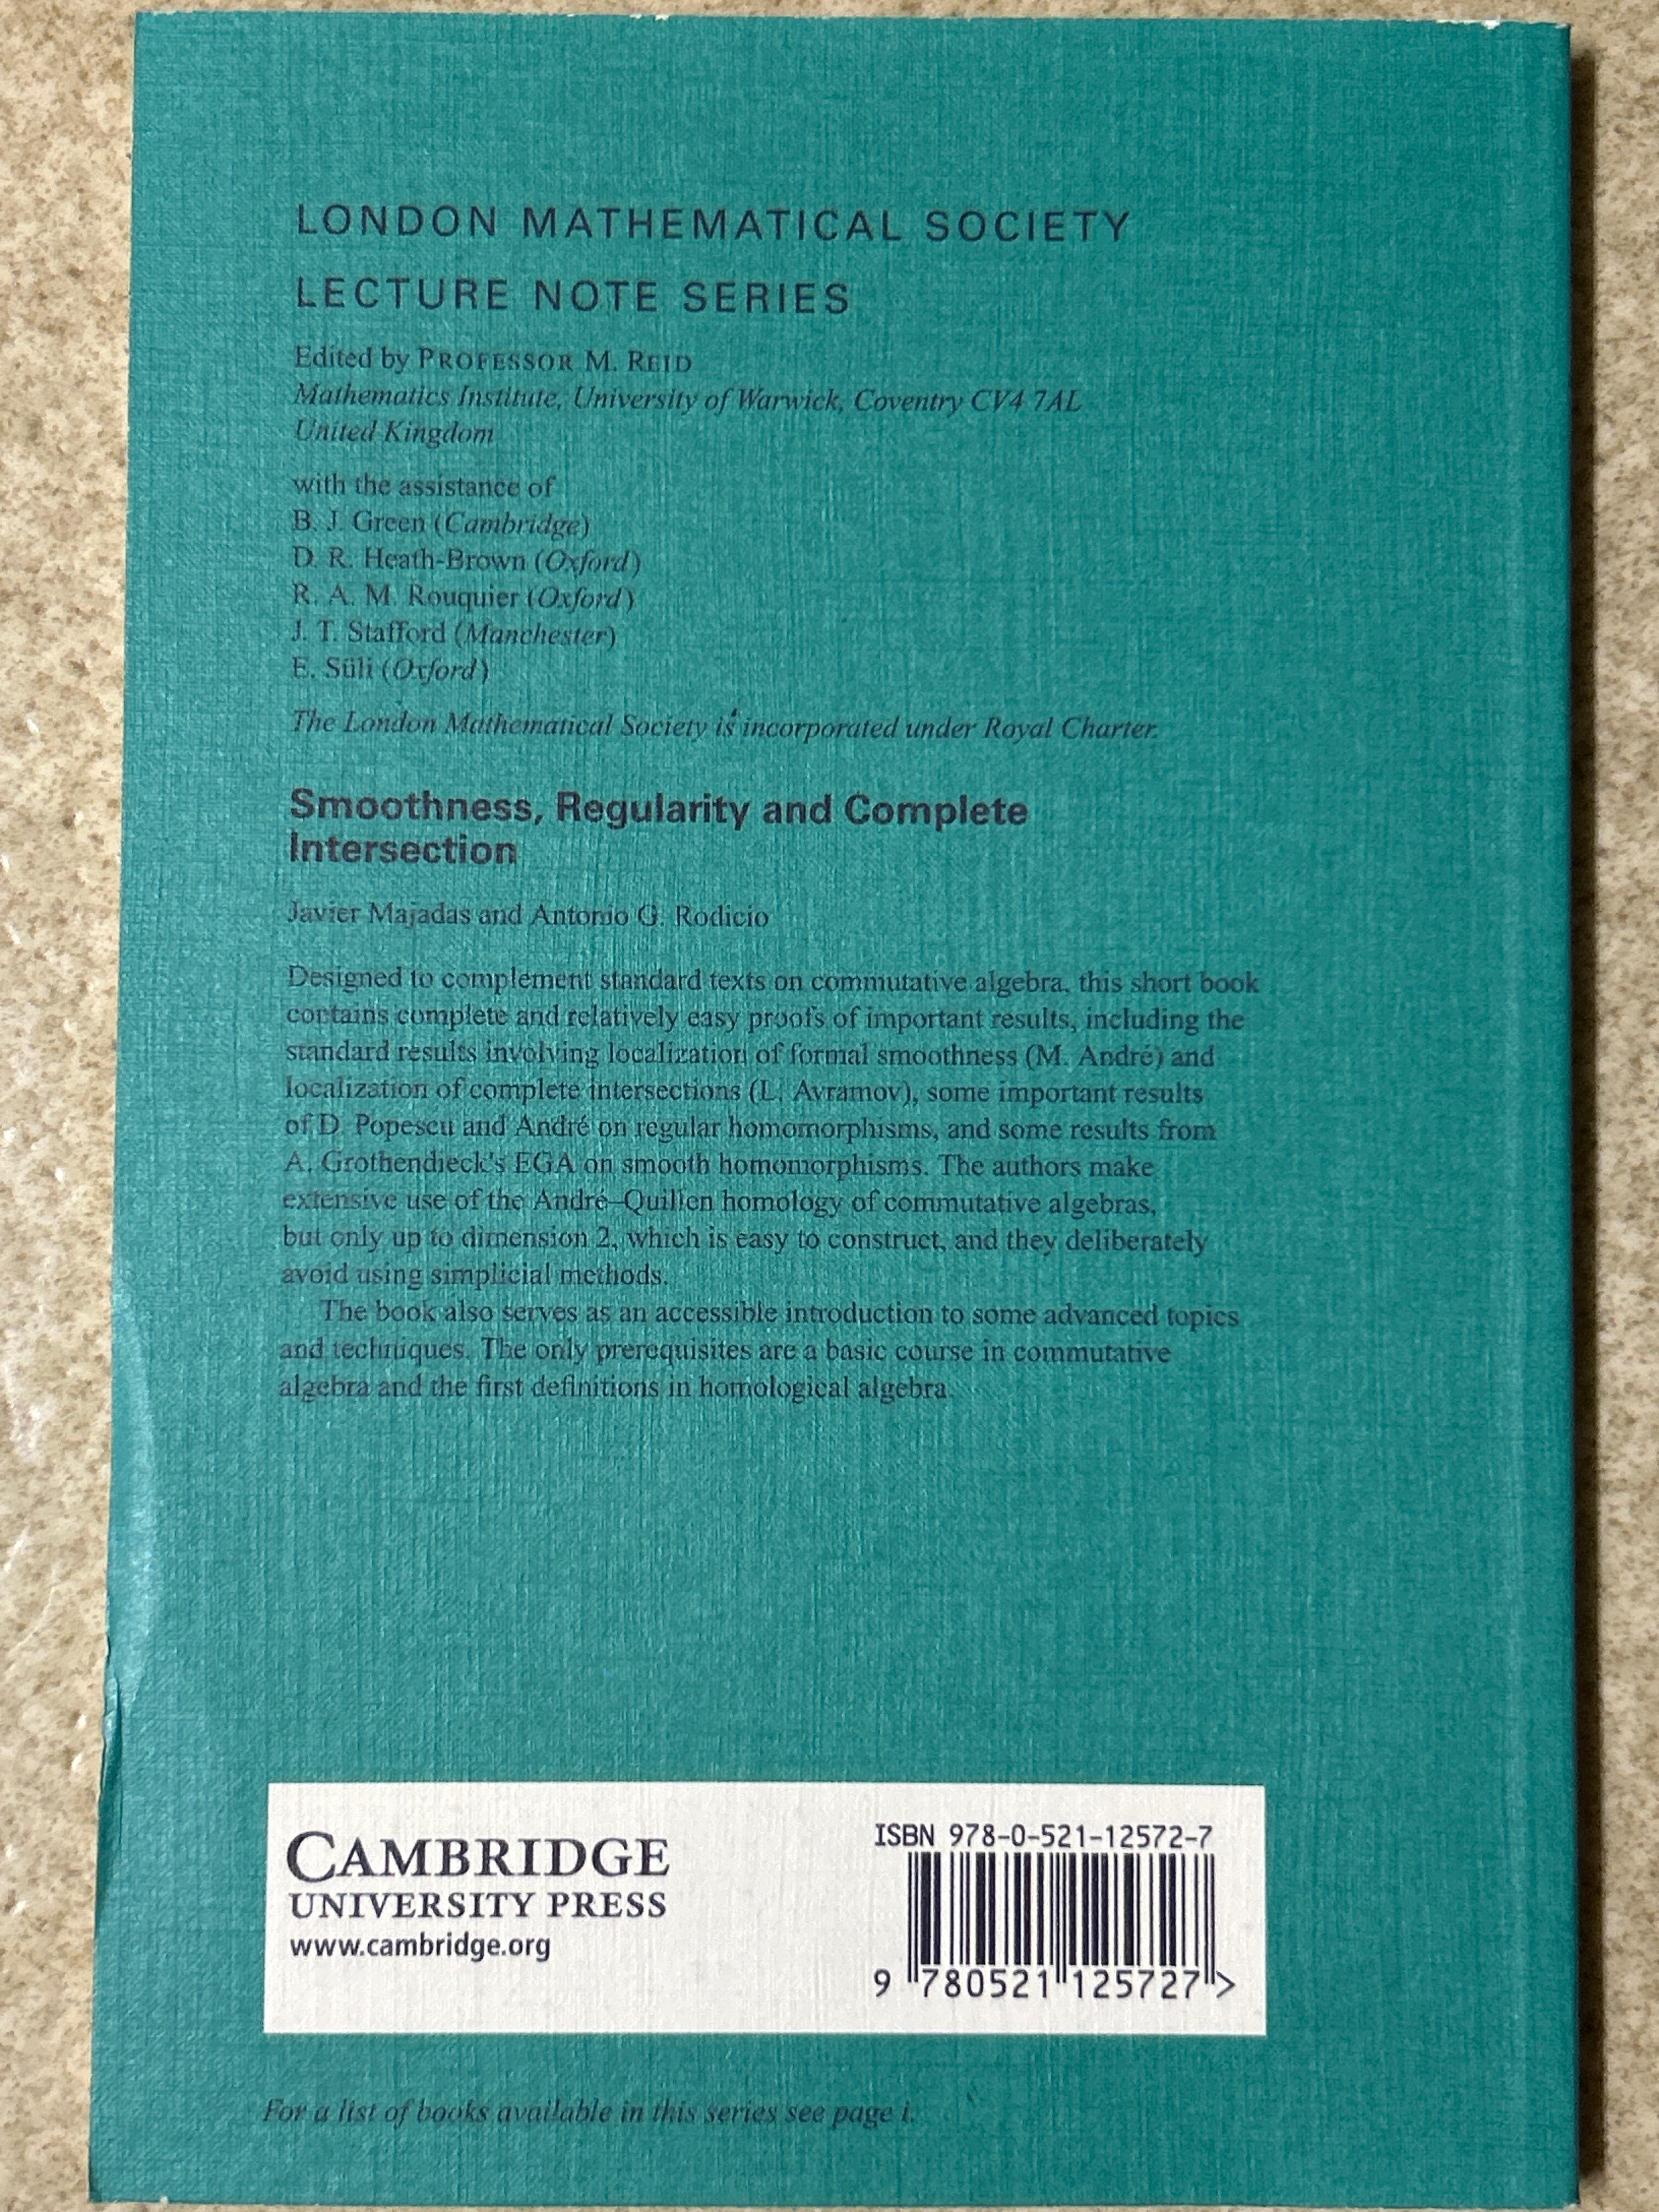 LONDON MATHEMATICAL SOCIETY
LECTURE NOTE SERIES
Edited by PROFESSOR M. REID
Mathematics Institute, University of Warwick, Coventry CV4 7AL
United Kingdom
with the assistance of
B. J. Green (Cambridge)
D. R. Heath-Brown (Oxford)
R. A. M. Rouquier (Oxford)
J. T. Stafford (Manchester)
E. Süli (Oxford)
The London Mathematical Society is incorporated under Royal Charter.
Smoothness, Regularity and Complete
Intersection
Javier Majadas and Antonio G. Rodicio
Designed to complement standard texts on commutative algebra, this short book
contains complete and relatively easy proofs of important results, including the
standard results involving localization of formal smoothness (M. André) and
localization of complete intersections (L. Avramov), some important results
of D. Popescu and André on regular homomorphisms, and some results from
A. Grothendieck's EGA on smooth homomorphisms. The authors make
extensive use of the André–Quillen homology of commutative algebras,
but only up to dimension 2, which is easy to construct, and they deliberately
avoid using simplicial methods.
The book also serves as an accessible introduction to some advanced topics
and techniques. The only prerequisites are a basic course in commutative
algebra and the first definitions in homological algebra.
CAMBRIDGE
UNIVERSITY PRESS
www.cambridge.org
ISBN 978-0-521-12572-7
9 780521 125727 >
For a list of books available in this series see page i.